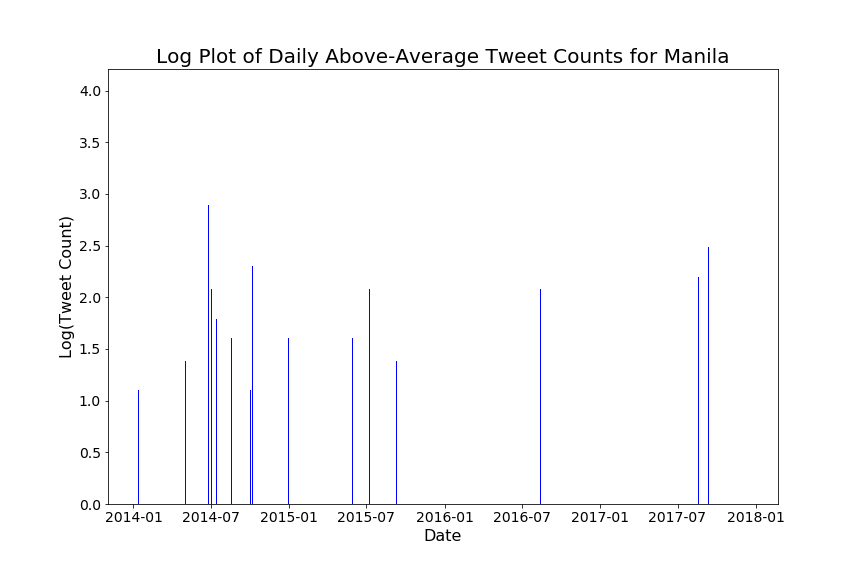 Log Plot of Daily Above-Average Tweet Counts for Manila
4.0
3.5
3.0
2.5
2.0
1.5
1.0
0.5
0.0
Log(Tweet Count)
2014-01 2014-07 2015-01 2015-07 2016-01 2016-07 2017-01 2017-07 2018-01
Date